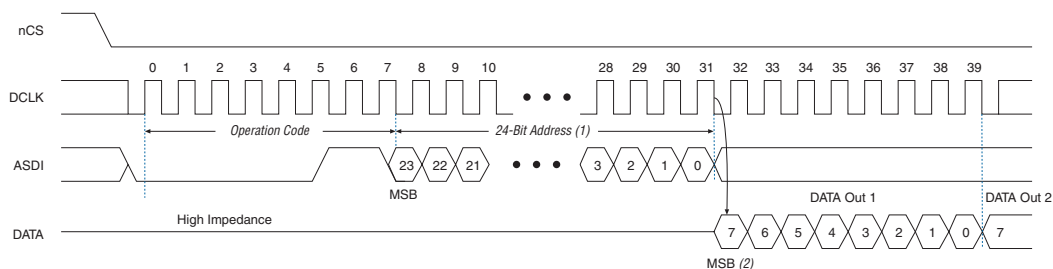 nCS
0 1 2 3 4 5 6 7 8 9 10 28 29 30 31 32 33 34 35 36 37 38 39
DCLK
Operation Code 24-Bit Address (1)
ASDI 23 22 21 3 2 1 0
MSB
DATA Out 1 DATA Out 2
High Impedance
DATA 7 6 5 4 3 2 1 0 7
MSB (2)